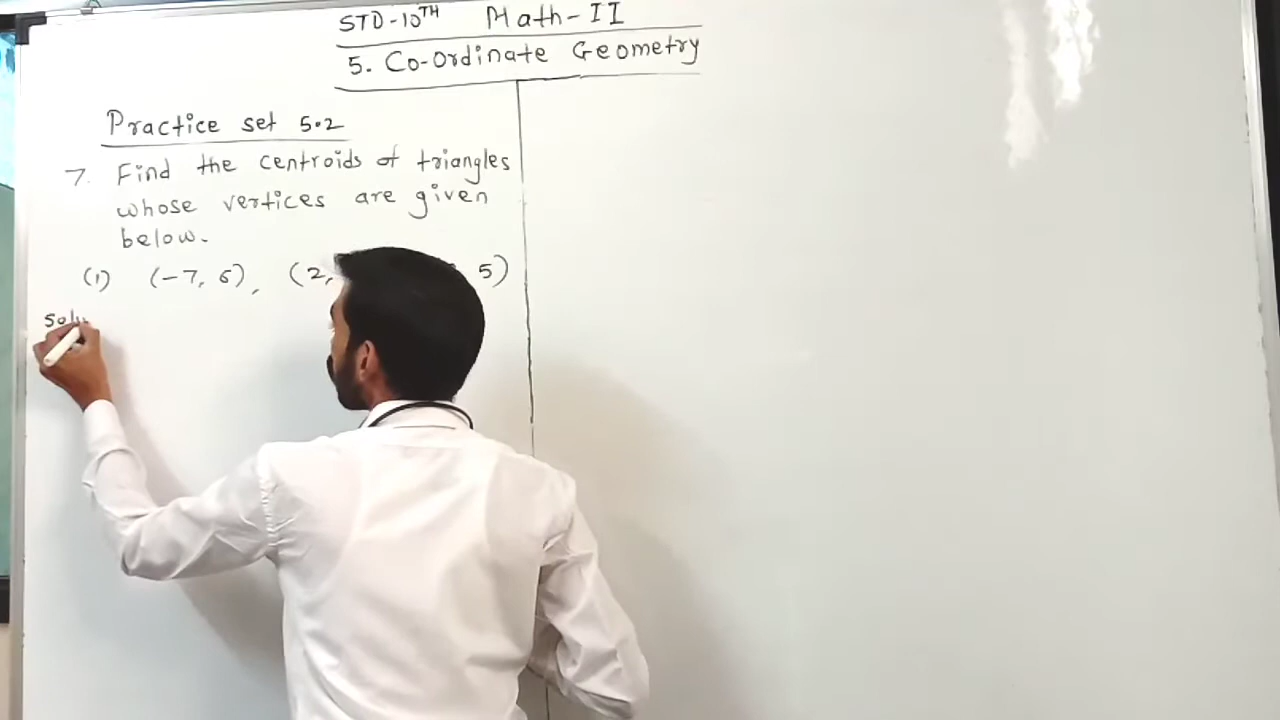 STD-10TH Math-II
5. Co-Ordinate Geometry
Practice set 5.2
7. Find the centroids of triangles
whose vertices are given
below.
(1) (-7, 6), (2, 5)
Solu